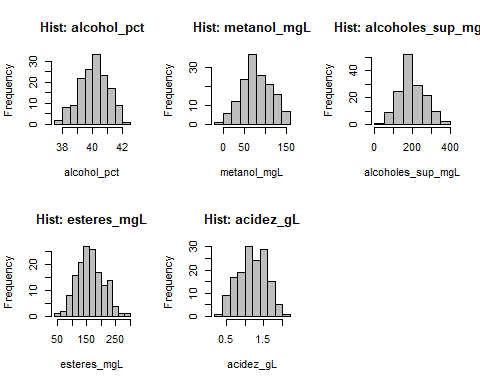 Hist: alcohol_pct
Hist: metanol_mgL
Hist: alcoholes_sup_mg
Frequency
0 10 20 30
38 40 42
alcohol_pct
Frequency
0 10 20 30
0 50 150
metanol_mgL
Frequency
0 20 40
0 200 400
alcoholes_sup_mgL
Hist: esteres_mgL
Hist: acidez_gL
Frequency
0 10 20
50 150 250
esteres_mgL
Frequency
0 10 20 30
0.5 1.5
acidez_gL